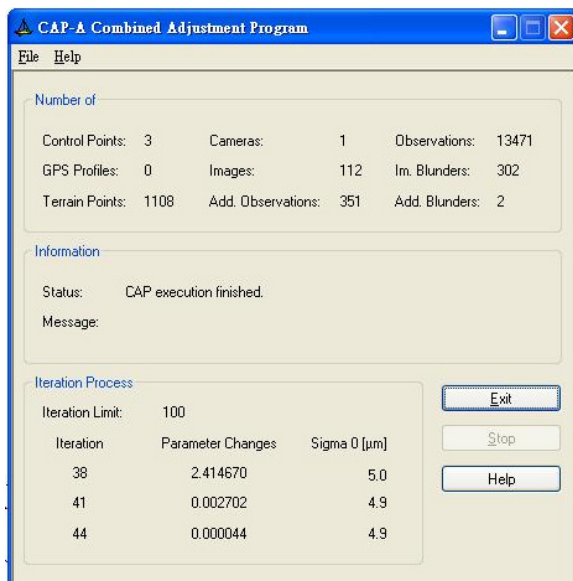 CAP-A Combined Adjustment Program
File Help
Number of
Control Points: 3 Cameras: 1 Observations: 13471
GPS Profiles: 0 Images: 112 Im. Blunders: 302
Terrain Points: 1108 Add. Observations: 351 Add. Blunders: 2
Information
Status: CAP execution finished.
Message:
Iteration Process
Iteration Limit: 100
Iteration Parameter Changes Sigma 0 [µm]
38 2.414670 5.0
41 0.002702 4.9
44 0.000044 4.9
Exit
Stop
Help